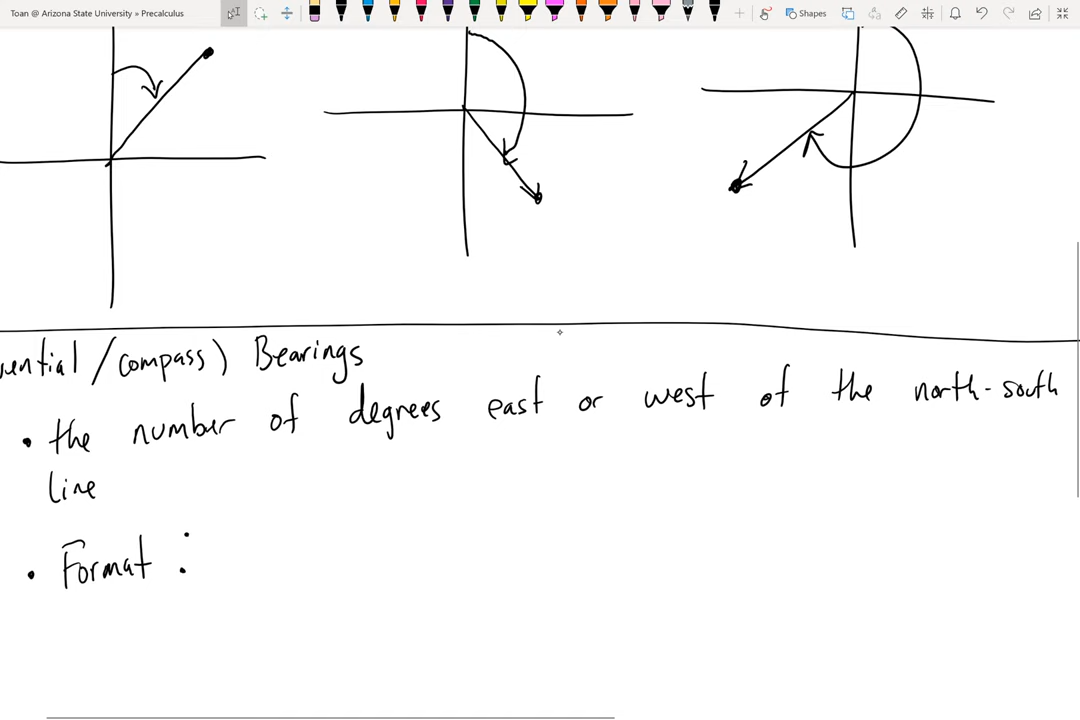 Toan @ Arizona State University » Precalculus
Shapes
/compass) Bearings
• the number of degrees east or west of the north-south
line
• Format :